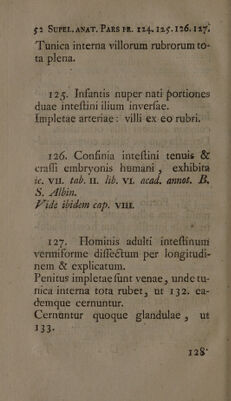 52 SUPEL. ANAT. PARS PR. 124. 125. 126. 127.
Tunica interna villorum rubrorum to-
ta plena.
125. Infantis nuper nati portiones
duae intestini ilium inversae.
Impletae arteriae: villi ex eo rubri.
126. Confinia intestini tenuis &
crassi embryonis humani, exhibita
ic. VII. tab. II. lib. VI. acad. annot. B.
S. Albin.
Vide ibidem cap. VIII.
127. Hominis adulti intestinum
vermiforme dissectum per longitudi-
nem & explicatum.
Penitus impletae sunt venae, unde tu-
nica interna tota rubet, ut 132. ea-
demque cernuntur.
Cernuntur quoque glandulae, ut
133.
128